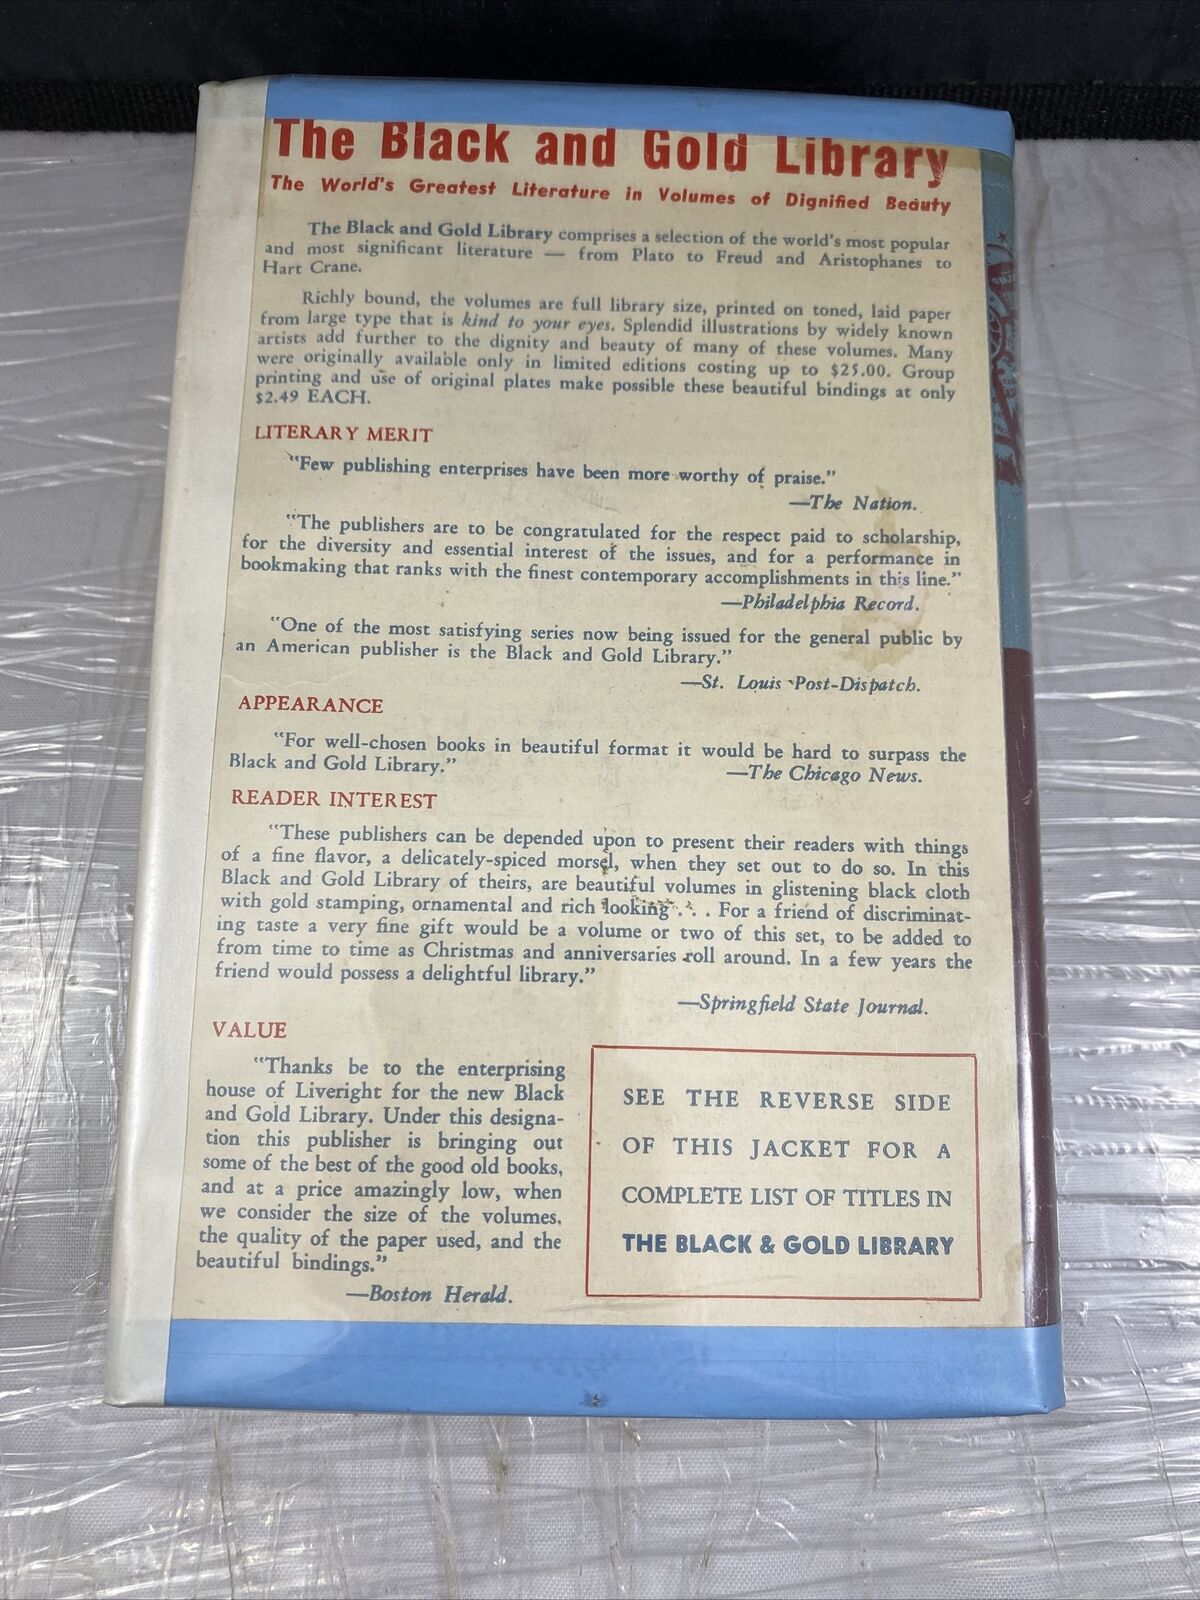 The Black and Gold Library
The World's Greatest Literature in Volumes of Dignified Beauty
The Black and Gold Library comprises a selection of the world's most popular
and most significant literature — from Plato to Freud and Aristophanes to
Hart Crane.
Richly bound, the volumes are full library size, printed on toned, laid paper
from large type that is kind to your eyes. Splendid illustrations by widely known
artists add further to the dignity and beauty of many of these volumes. Many
were originally available only in limited editions costing up to $25.00. Group
printing and use of original plates make possible these beautiful bindings at only
$2.49 EACH.
LITERARY MERIT
"Few publishing enterprises have been more worthy of praise."
—The Nation.
"The publishers are to be congratulated for the respect paid to scholarship,
for the diversity and essential interest of the issues, and for a performance in
bookmaking that ranks with the finest contemporary accomplishments in this line."
—Philadelphia Record.
"One of the most satisfying series now being issued for the general public by
an American publisher is the Black and Gold Library."
—St. Louis Post-Dispatch.
APPEARANCE
"For well-chosen books in beautiful format it would be hard to surpass the
Black and Gold Library."
—The Chicago News.
READER INTEREST
"These publishers can be depended upon to present their readers with things
of a fine flavor, a delicately-spiced morsel, when they set out to do so. In this
Black and Gold Library of theirs, are beautiful volumes in glistening black cloth
with gold stamping, ornamental and rich looking . . . For a friend of discriminat-
ing taste a very fine gift would be a volume or two of this set, to be added to
from time to time as Christmas and anniversaries roll around. In a few years the
friend would possess a delightful library."
—Springfield State Journal.
VALUE
"Thanks be to the enterprising
house of Liveright for the new Black
and Gold Library. Under this designa-
tion this publisher is bringing out
some of the best of the good old books,
and at a price amazingly low, when
we consider the size of the volumes,
the quality of the paper used, and the
beautiful bindings."
—Boston Herald.
SEE THE REVERSE SIDE
OF THIS JACKET FOR A
COMPLETE LIST OF TITLES IN
THE BLACK & GOLD LIBRARY